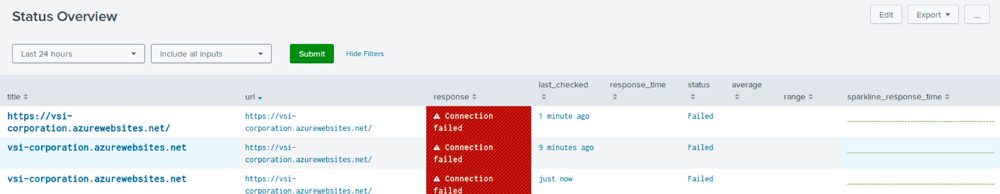 Status Overview
Edit
Export
...
Last 24 hours
Include all inputs
Submit
Hide Filters
title
url
response
last_checked
response_time
status
average
range
sparkline_response_time
https://vsi-
corporation.azurewebsites.net/
https://vsi-
corporation.azurewebsites.net/
Connection
failed
1 minute ago
Failed
vsi-corporation.azurewebsites.net
https://vsi-
corporation.azurewebsites.net/
Connection
failed
9 minutes ago
Failed
vsi-corporation.azurewebsites.net
https://vsi-
corporation.azurewebsites.net/
Connection
failed
just now
Failed